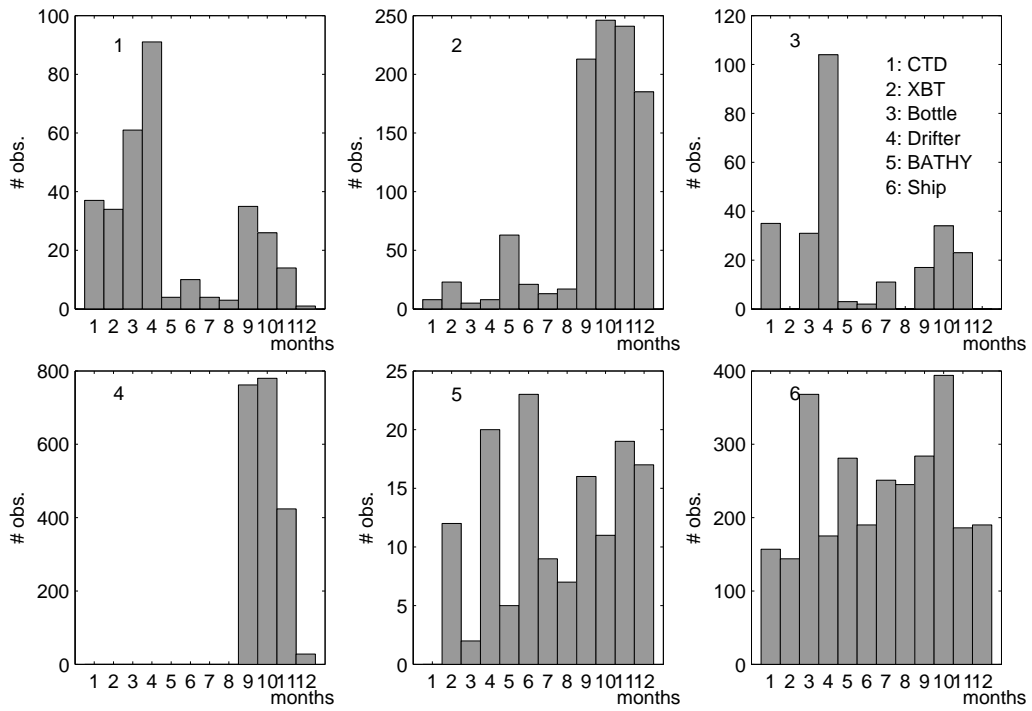 100
80
60
40
20
0
# obs.
1
1 2 3 4 5 6 7 8 9 10 11 12
months
250
200
150
100
50
0
# obs.
2
1 2 3 4 5 6 7 8 9 10 11 12
months
120
100
80
60
40
20
0
# obs.
3
1: CTD
2: XBT
3: Bottle
4: Drifter
5: BATHY
6: Ship
1 2 3 4 5 6 7 8 9 10 11 12
months
800
600
400
200
0
# obs.
4
1 2 3 4 5 6 7 8 9 10 11 12
months
25
20
15
10
5
0
# obs.
5
1 2 3 4 5 6 7 8 9 10 11 12
months
400
300
200
100
0
# obs.
6
1 2 3 4 5 6 7 8 9 10 11 12
months